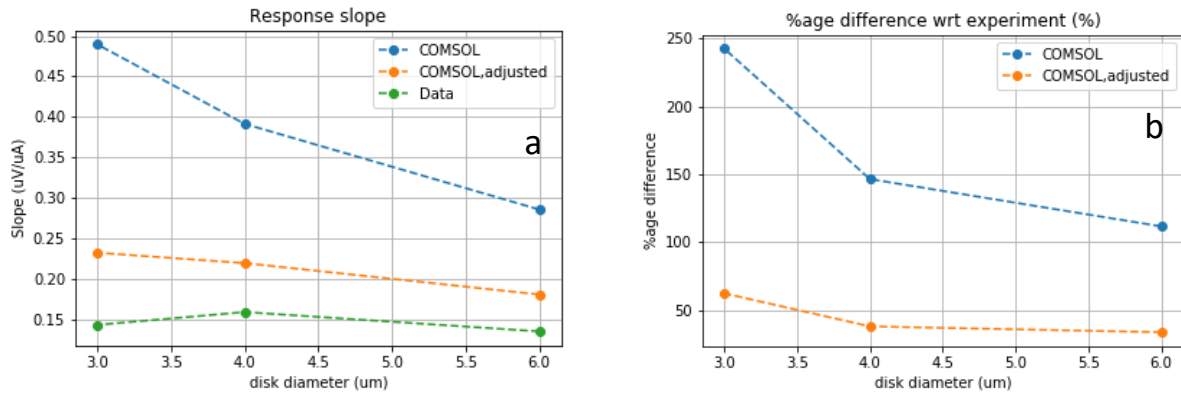 Response slope
0.50
0.45
0.40
0.35
0.30
0.25
0.20
0.15
Slope (uV/uA)
COMSOL
COMSOL,adjusted
Data
a
3.0 3.5 4.0 4.5 5.0 5.5 6.0
disk diameter (um)
%age difference wrt experiment (%)
250
200
150
100
50
%age difference
COMSOL
COMSOL,adjusted
b
3.0 3.5 4.0 4.5 5.0 5.5 6.0
disk diameter (um)